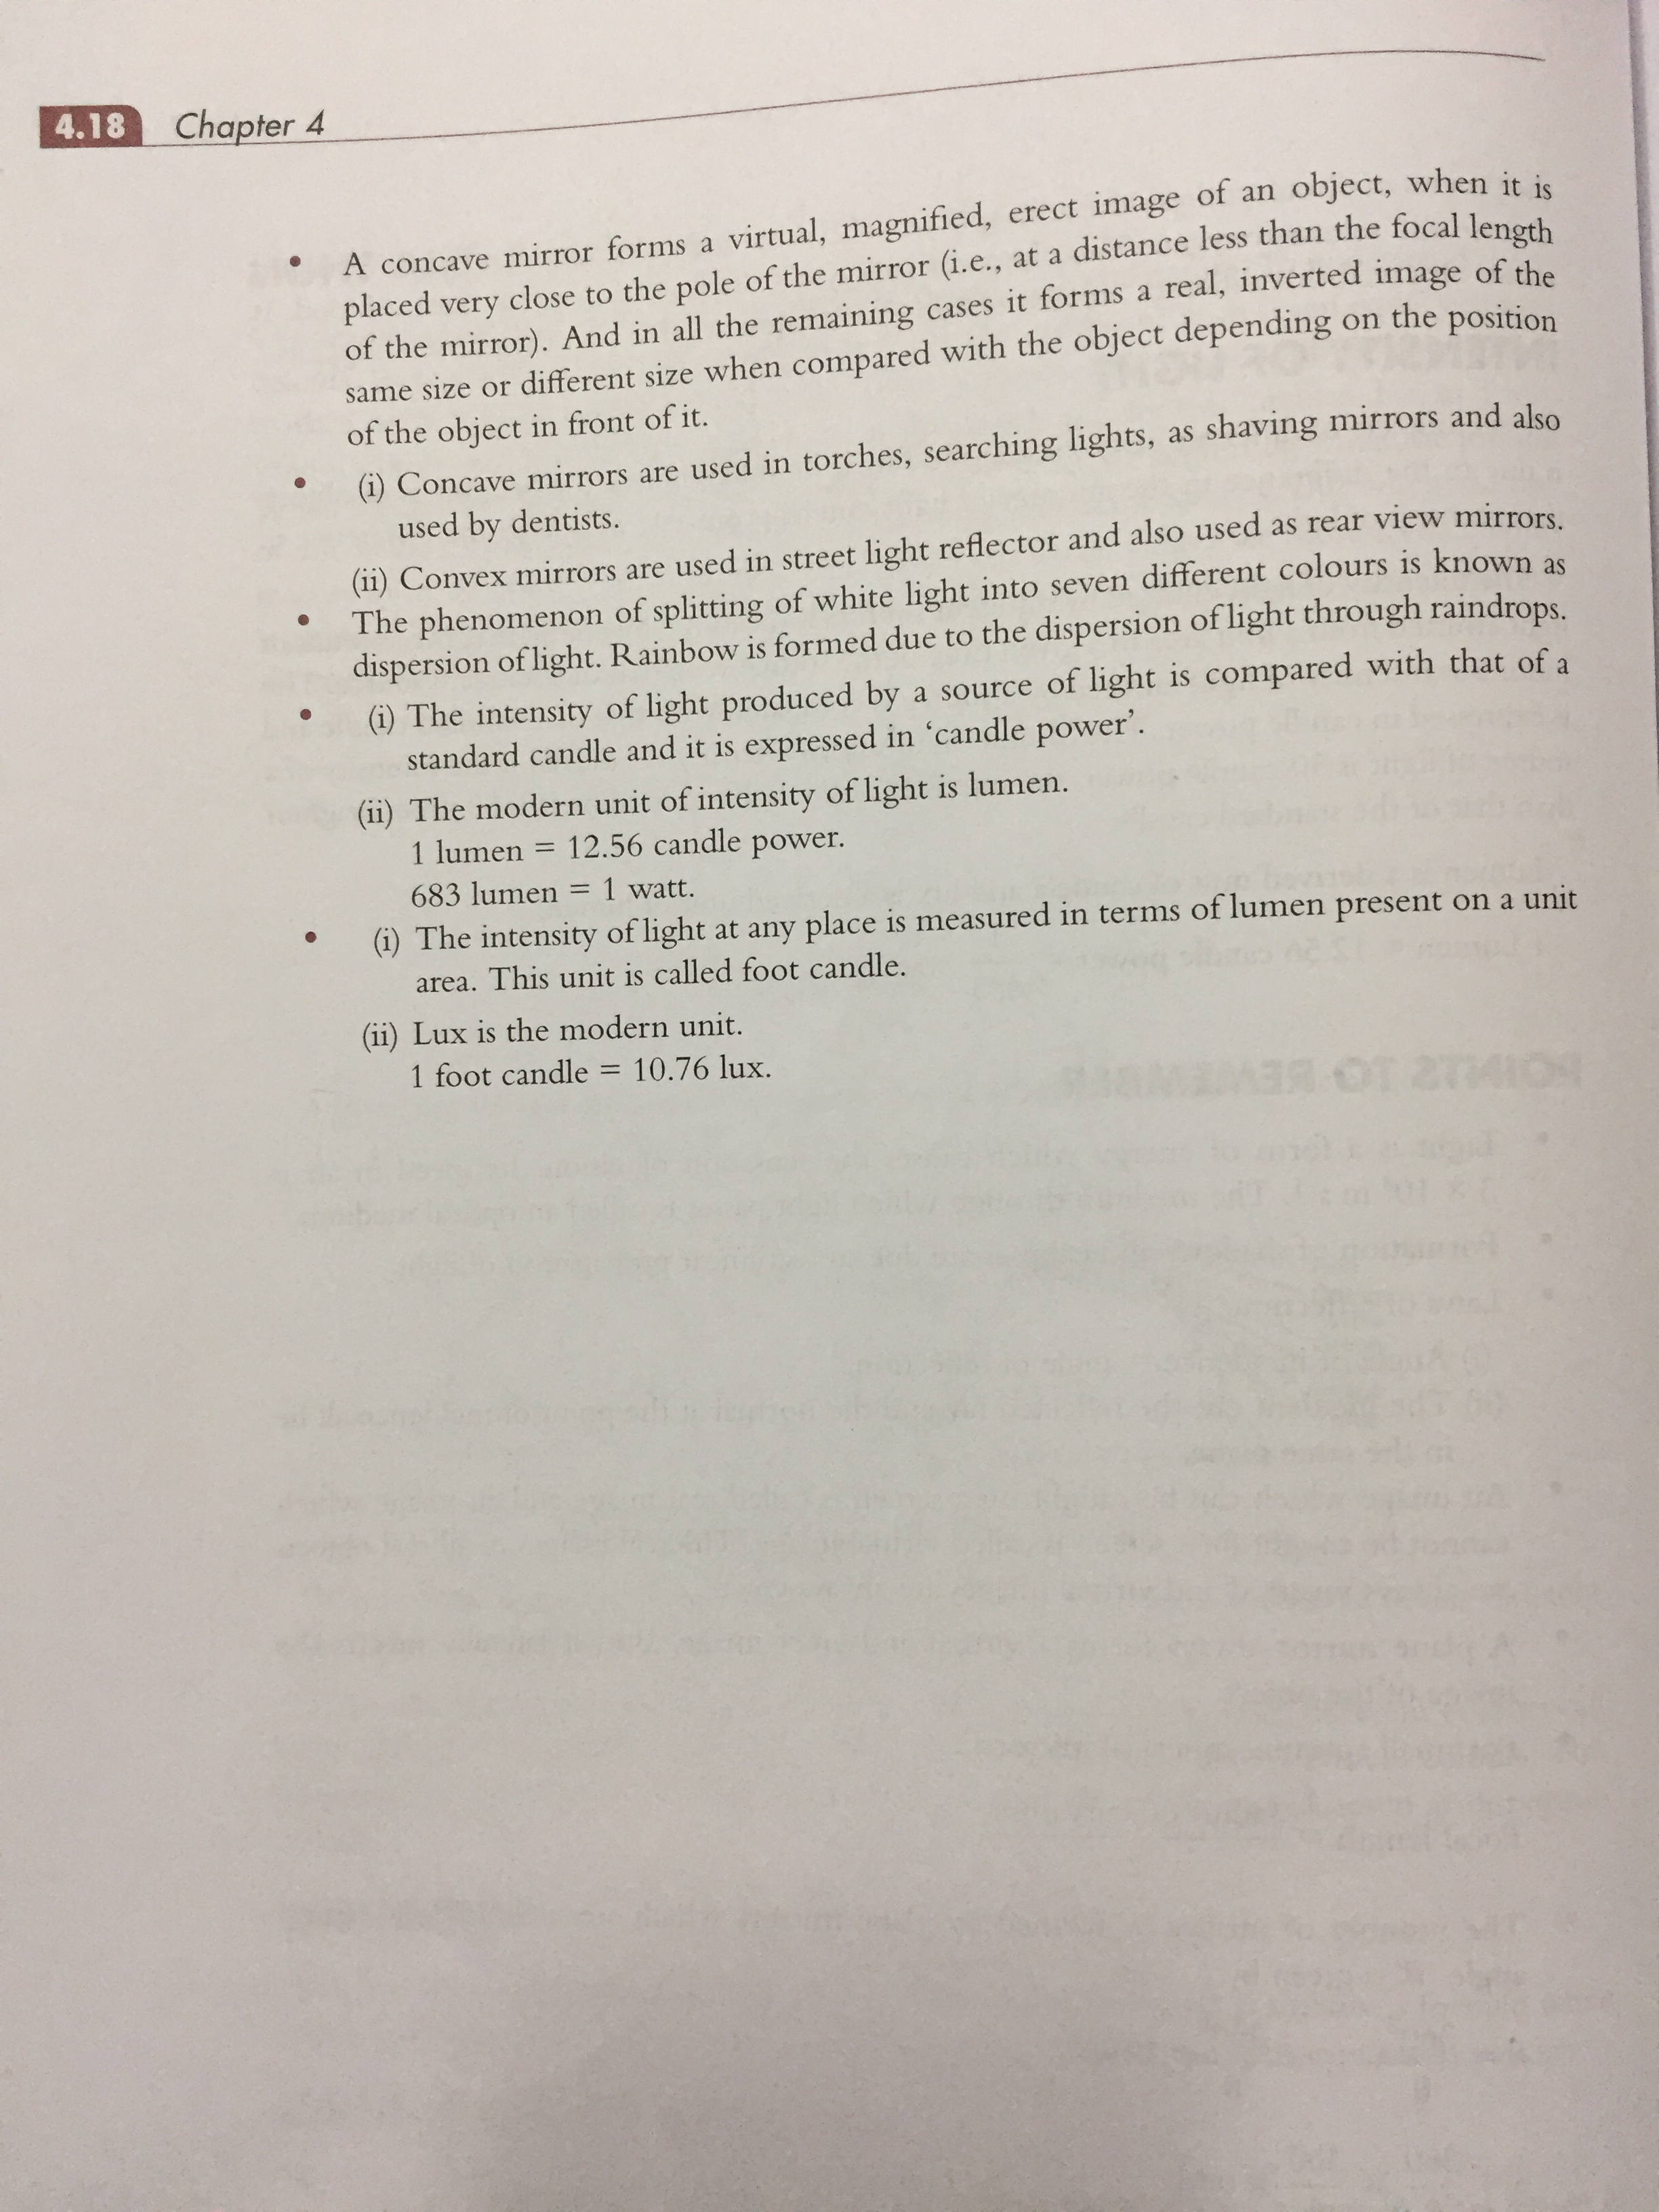 4.18 Chapter 4
• A concave mirror forms a virtual, magnified, erect image of an object, when it is
placed very close to the pole of the mirror (i.e., at a distance less than the focal length
of the mirror). And in all the remaining cases it forms a real, inverted image of the
same size or different size when compared with the object depending on the position
of the object in front of it.
• (i) Concave mirrors are used in torches, searching lights, as shaving mirrors and also
used by dentists.
(ii) Convex mirrors are used in street light reflector and also used as rear view mirrors.
• The phenomenon of splitting of white light into seven different colours is known as
dispersion of light. Rainbow is formed due to the dispersion of light through raindrops.
• (i) The intensity of light produced by a source of light is compared with that of a
standard candle and it is expressed in ‘candle power’.
(ii) The modern unit of intensity of light is lumen.
1 lumen = 12.56 candle power.
683 lumen = 1 watt.
• (i) The intensity of light at any place is measured in terms of lumen present on a unit
area. This unit is called foot candle.
(ii) Lux is the modern unit.
1 foot candle = 10.76 lux.